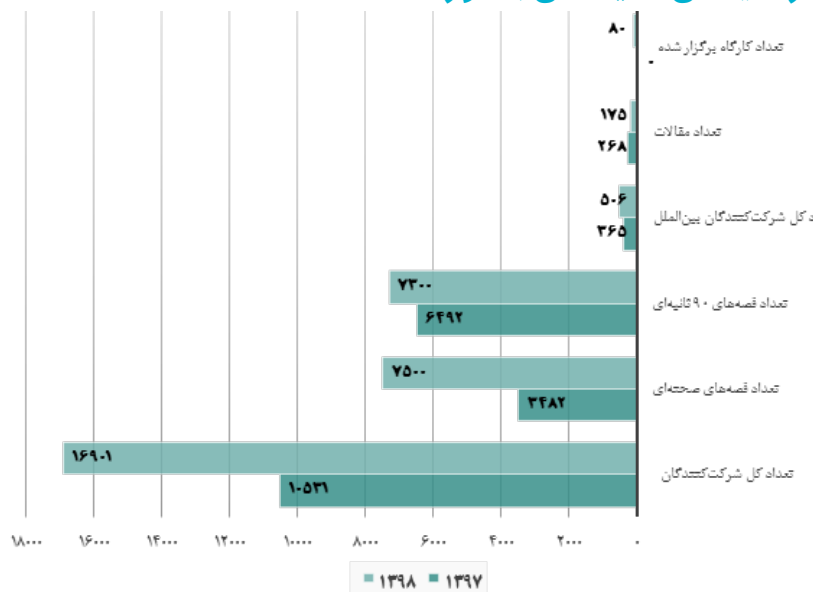 تعداد کارگاه برگزار شده
۸۰
تعداد مقالات
۱۷۵
۲۶۸
کل شرکت‌کنندگان بین‌الملل
۵۰۶
۳۶۵
تعداد قصه‌های ۹۰ ثانیه‌ای
۷۳۰۰
۶۴۹۲
تعداد قصه‌های صحنه‌ای
۷۵۰۰
۳۴۸۲
تعداد کل شرکت‌کنندگان
۱۶۹۰۱
۱۰۵۳۱
۰ ۲۰۰۰ ۴۰۰۰ ۶۰۰۰ ۸۰۰۰ ۱۰۰۰۰ ۱۲۰۰۰ ۱۴۰۰۰ ۱۶۰۰۰ ۱۸۰۰۰
۱۳۹۷ ۱۳۹۸